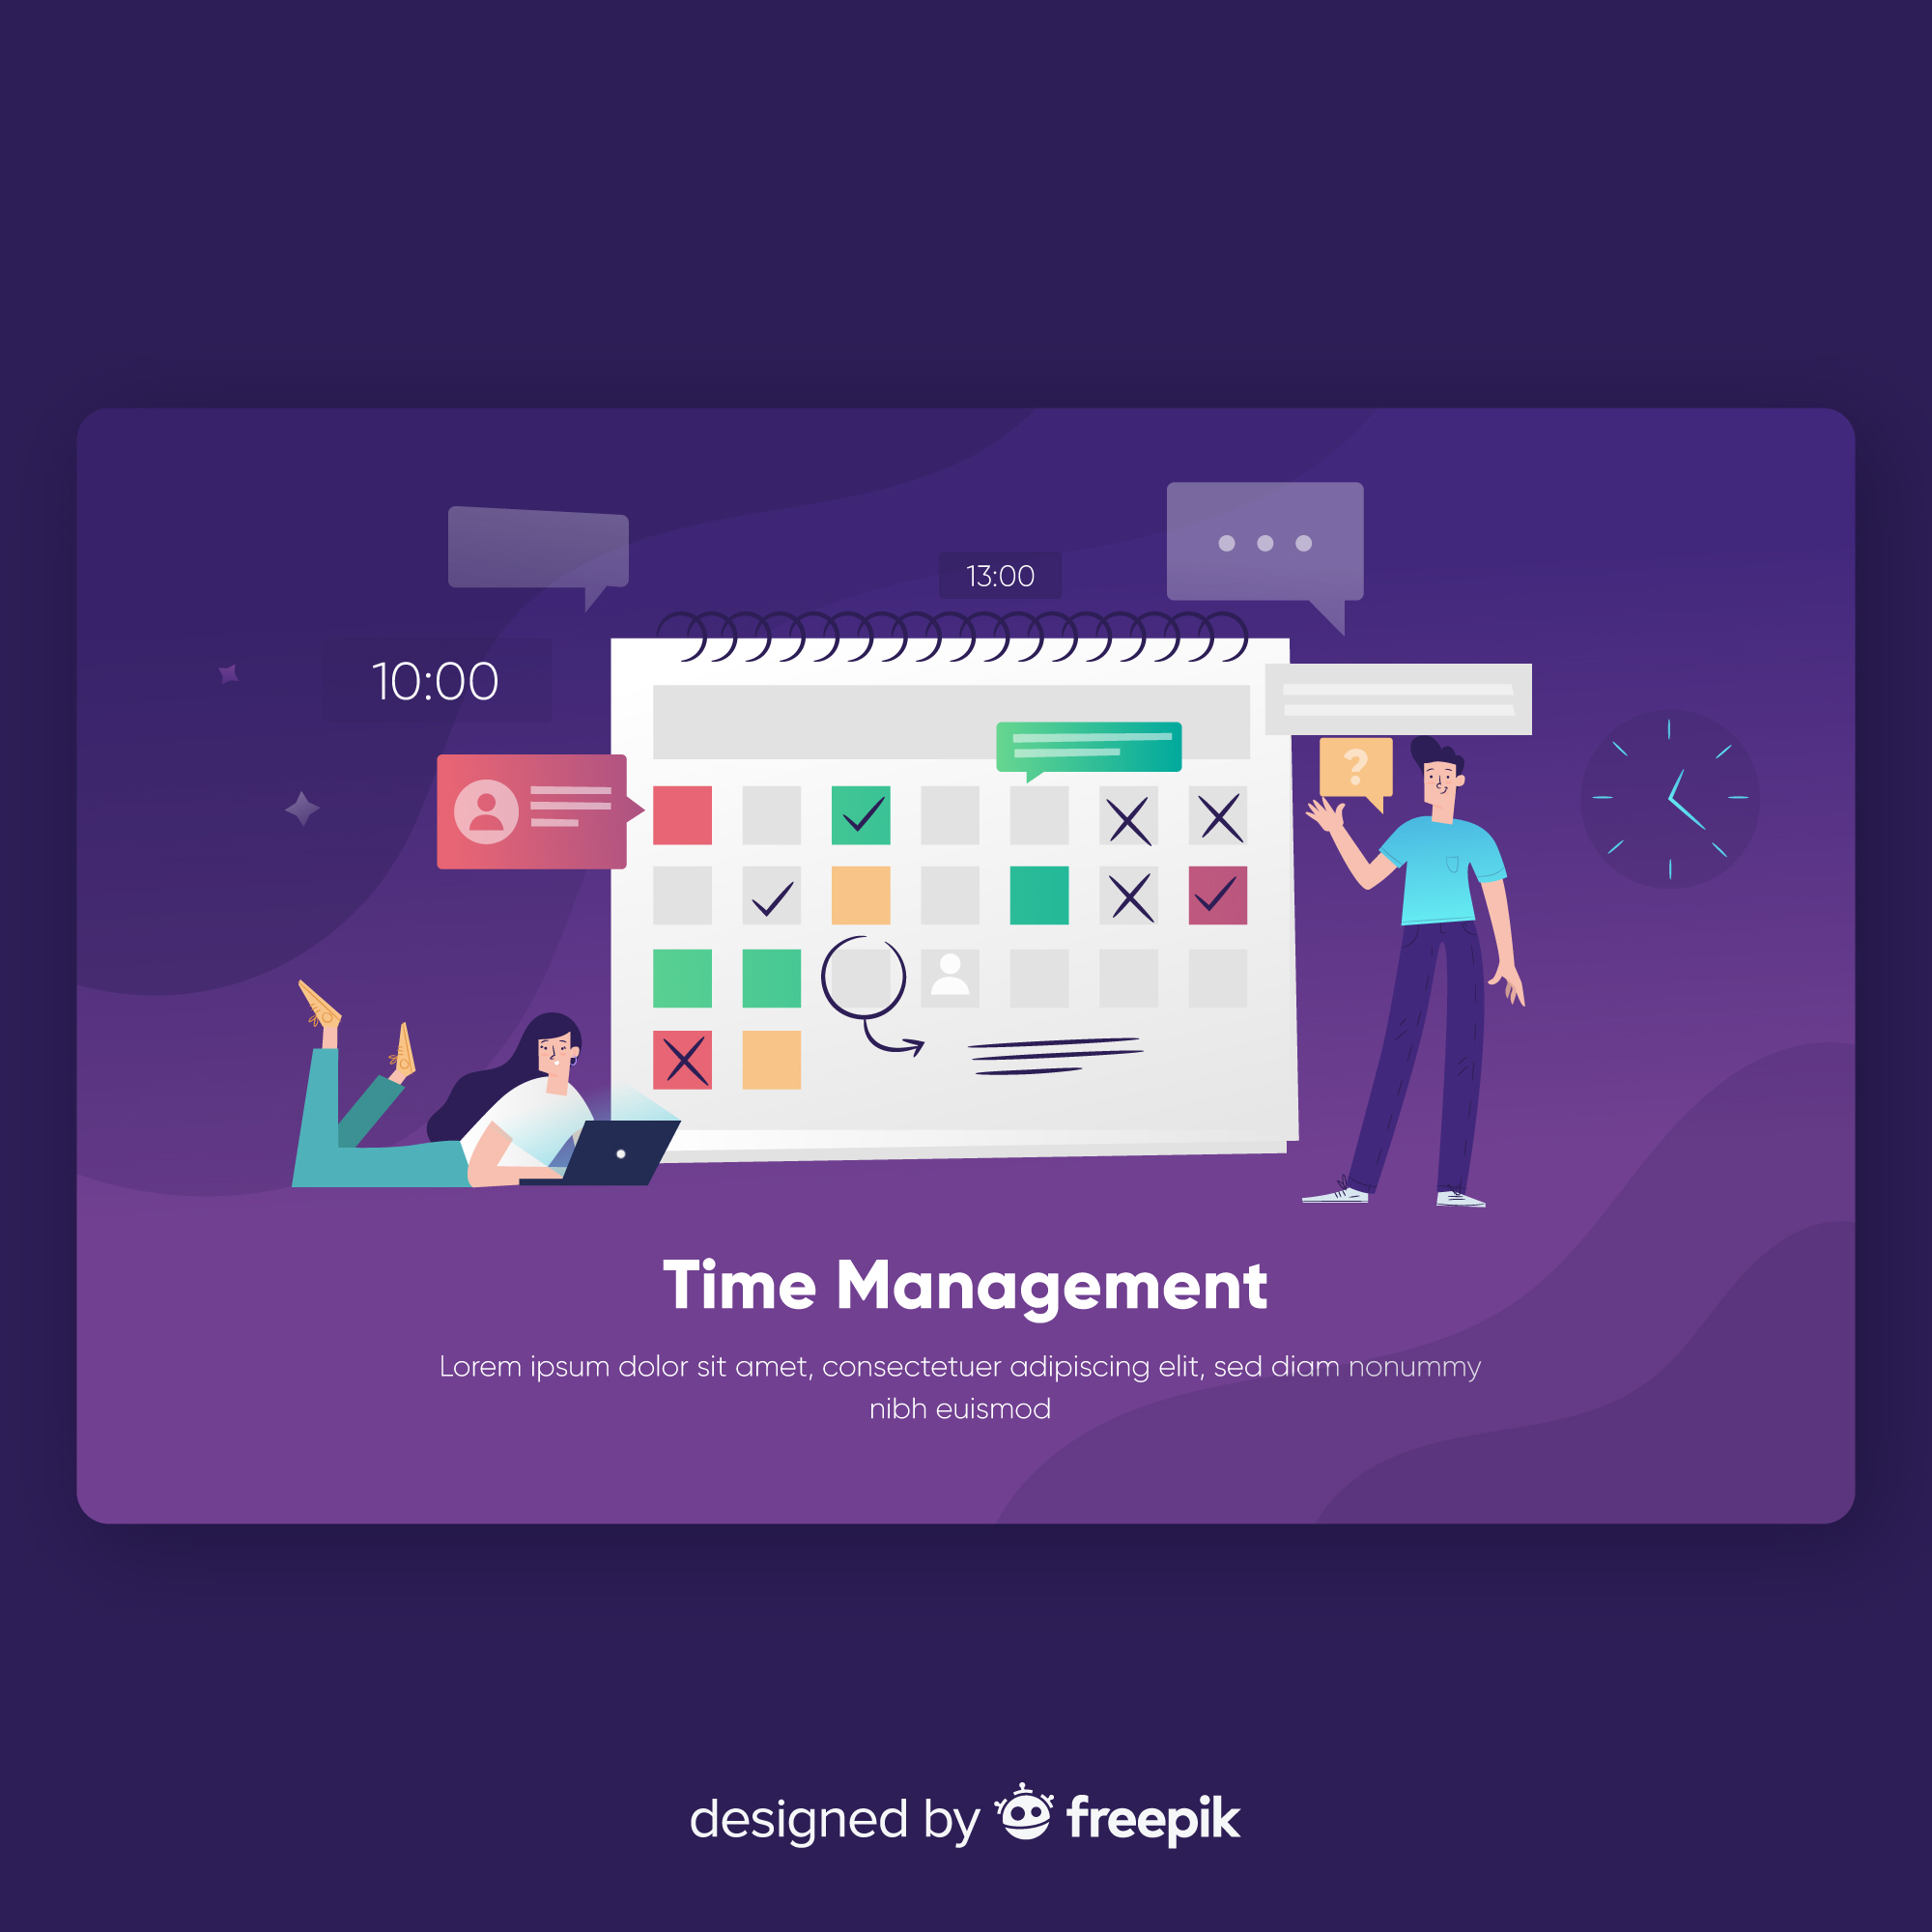 13:00
10:00
?
Time Management
Lorem ipsum dolor sit amet, consectetuer adipiscing elit, sed diam nonummy
nibh euismod
designed by freepik